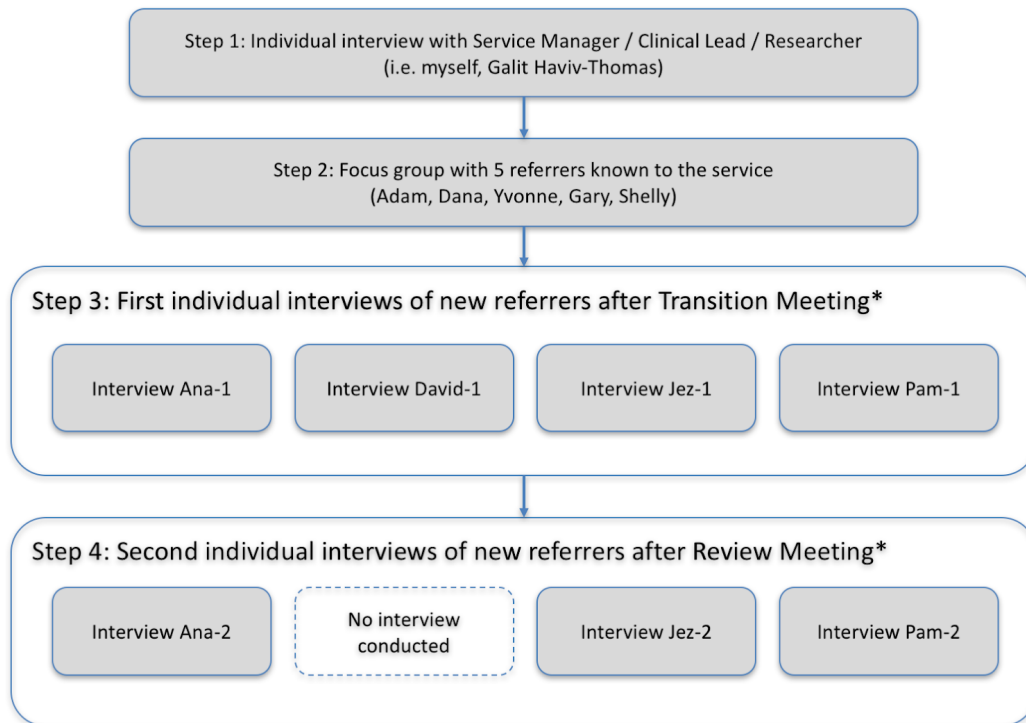 Step 1: Individual interview with Service Manager / Clinical Lead / Researcher
(i.e. myself, Galit Haviv-Thomas)
Step 2: Focus group with 5 referrers known to the service
(Adam, Dana, Yvonne, Gary, Shelly)
Step 3: First individual interviews of new referrers after Transition Meeting*
Interview Ana-1
Interview David-1
Interview Jez-1
Interview Pam-1
Step 4: Second individual interviews of new referrers after Review Meeting*
Interview Ana-2
No interview
conducted
Interview Jez-2
Interview Pam-2